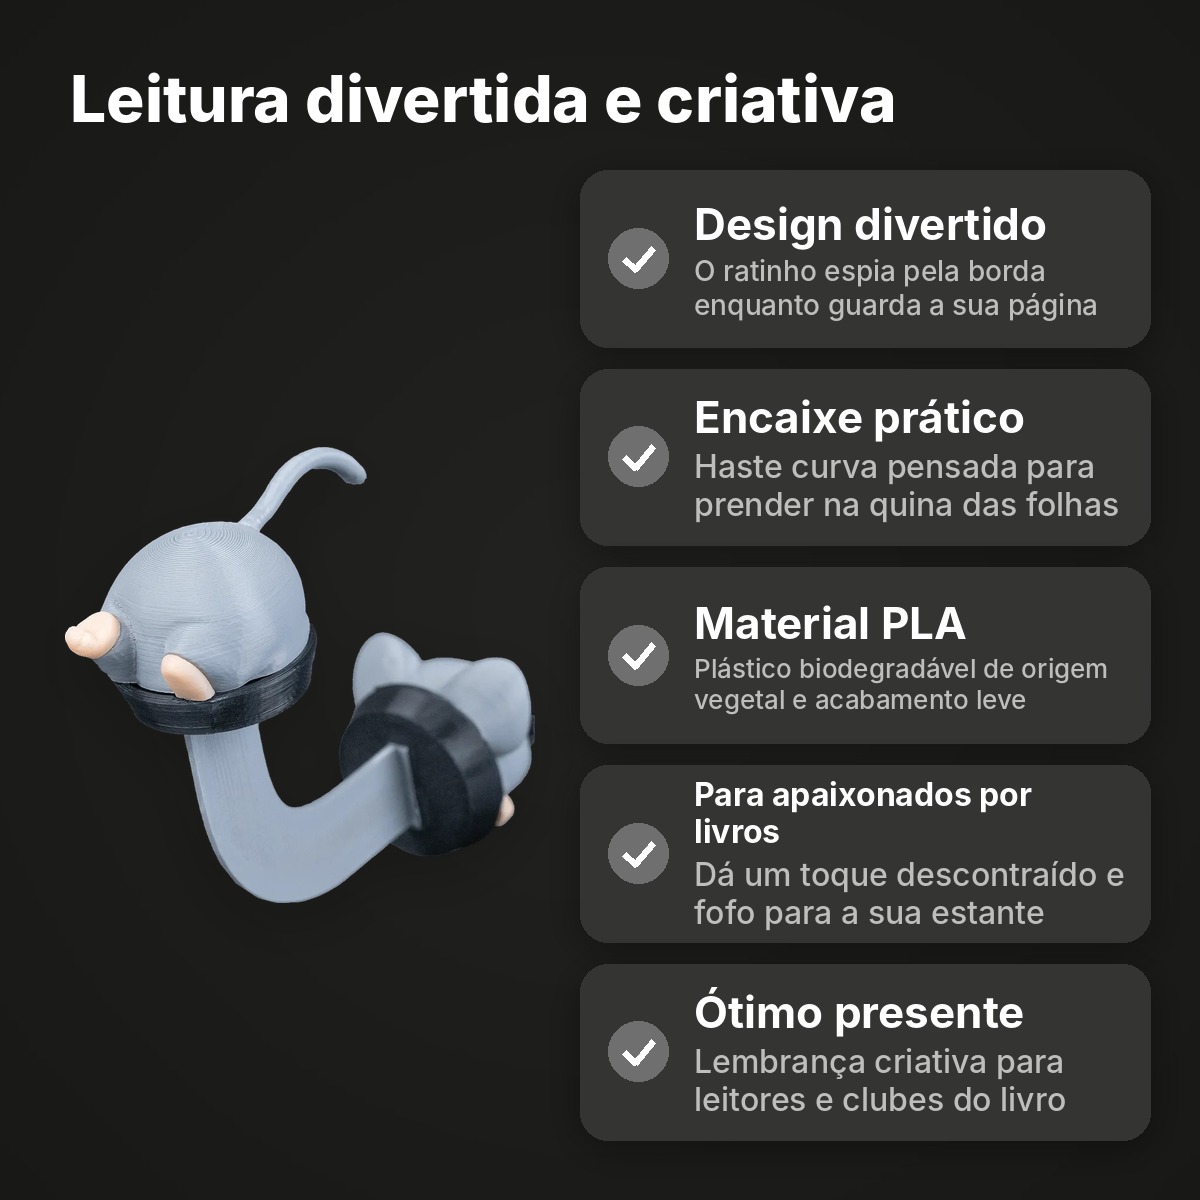 Leitura divertida e criativa
Design divertido
O ratinho espia pela borda
enquanto guarda a sua página
Encaixe prático
Haste curva pensada para
prender na quina das folhas
Material PLA
Plástico biodegradável de origem
vegetal e acabamento leve
Para apaixonados por
livros
Dá um toque descontraído e
fofo para a sua estante
Ótimo presente
Lembrança criativa para
leitores e clubes do livro